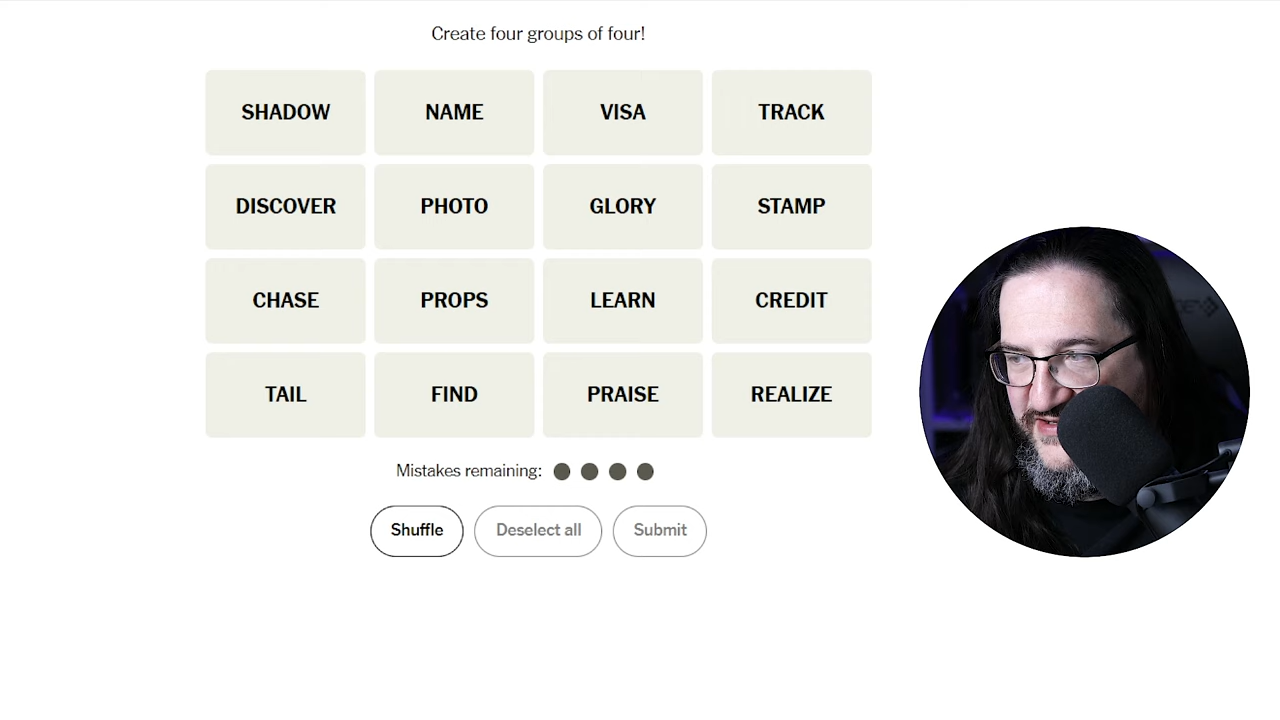 Create four groups of four!
SHADOW NAME VISA TRACK
DISCOVER PHOTO GLORY STAMP
CHASE PROPS LEARN CREDIT
TAIL FIND PRAISE REALIZE
Mistakes remaining:
Shuffle Deselect all Submit